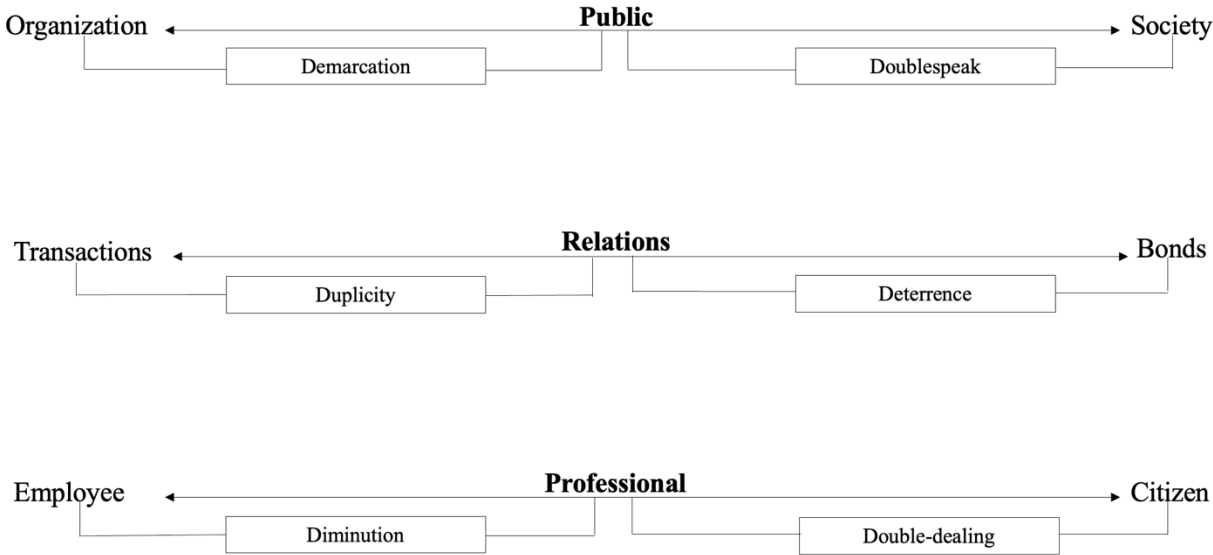 Organization Public Society
Demarcation Doublespeak
Transactions Relations Bonds
Duplicity Deterrence
Employee Professional Citizen
Diminution Double-dealing